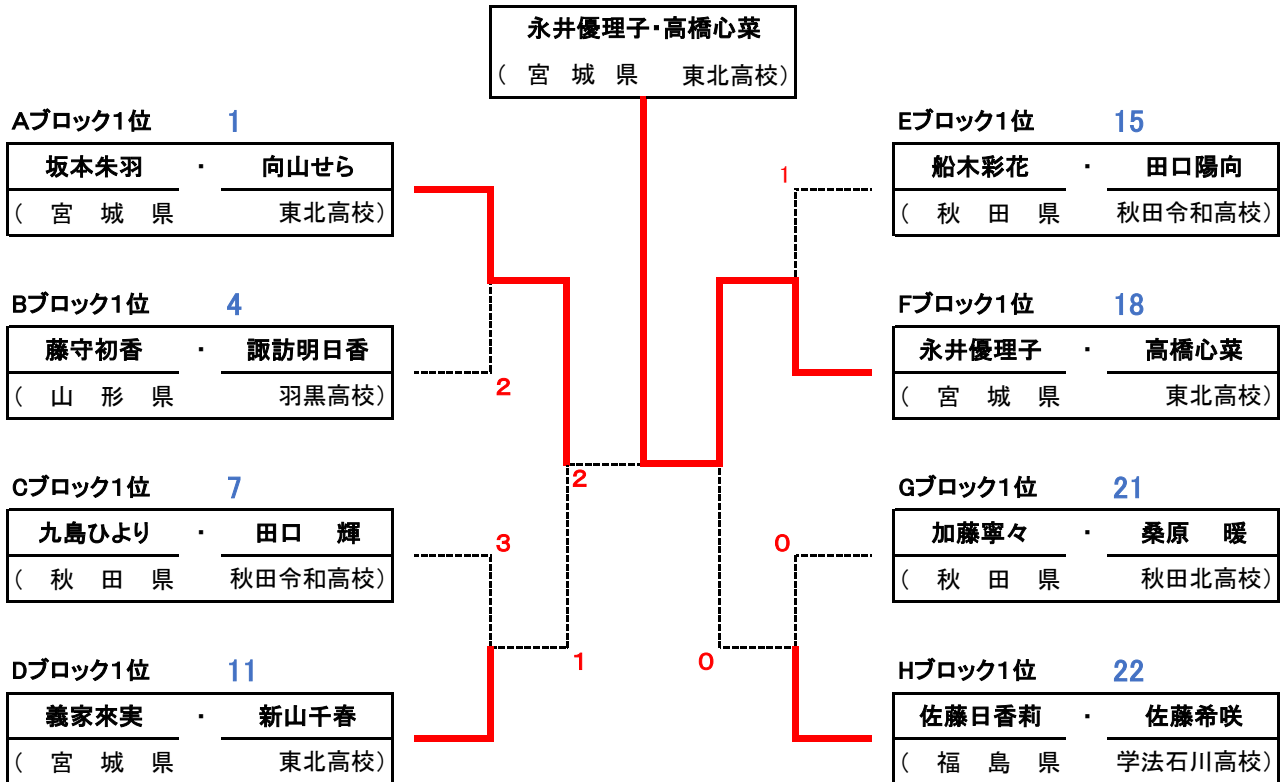 永井優理子・高橋心菜
( 宮 城 県 東北高校)
Aブロック1位 1
坂本朱羽 ・ 向山せら
( 宮 城 県 東北高校)
Bブロック1位 4
藤守初香 ・ 諏訪明日香
( 山 形 県 羽黒高校)
Cブロック1位 7
九島ひより ・ 田口 輝
( 秋 田 県 秋田令和高校)
Dブロック1位 11
義家來実 ・ 新山千春
( 宮 城 県 東北高校)
2
3
2
1
1
0
0
Eブロック1位 15
船木彩花 ・ 田口陽向
( 秋 田 県 秋田令和高校)
Fブロック1位 18
永井優理子 ・ 高橋心菜
( 宮 城 県 東北高校)
Gブロック1位 21
加藤寧々 ・ 桑原 暖
( 秋 田 県 秋田北高校)
Hブロック1位 22
佐藤日香莉 ・ 佐藤希咲
( 福 島 県 学法石川高校)